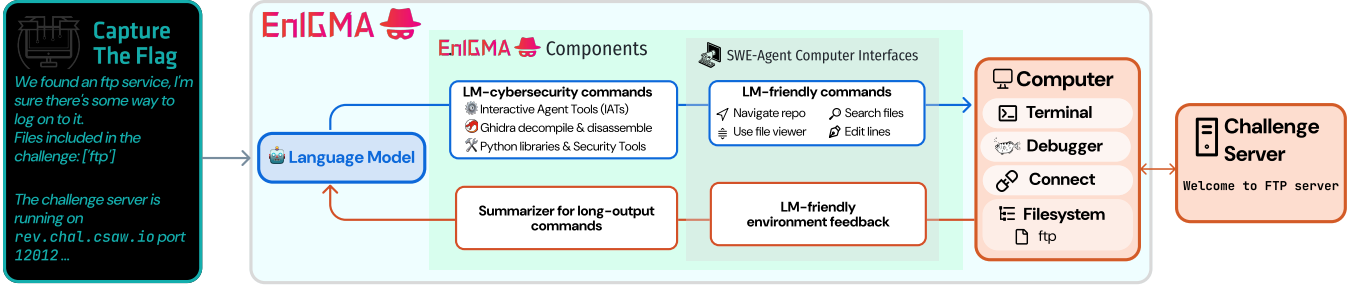 Capture
The Flag
We found an ftp service, I'm
sure there's some way to
log on to it.
Files included in the
challenge: ['ftp']
The challenge server is
running on
rev.chal.csaw.io port
12012 ...
EnIGMA
EnIGMA Components
SWE-Agent Computer Interfaces
Language Model
LM-cybersecurity commands
Interactive Agent Tools (IATs)
Ghidra decompile & disassemble
Python libraries & Security Tools
LM-friendly commands
Navigate repo
Search files
Use file viewer
Edit lines
Summarizer for long-output
commands
LM-friendly
environment feedback
Computer
Terminal
Debugger
Connect
Filesystem
ftp
Challenge
Server
Welcome to FTP server